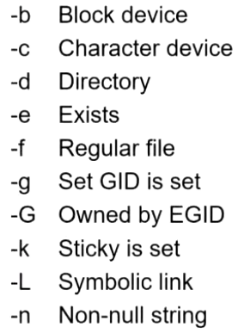 -b Block device
-c Character device
-d Directory
-e Exists
-f Regular file
-g Set GID is set
-G Owned by EGID
-k Sticky is set
-L Symbolic link
-n Non-null string